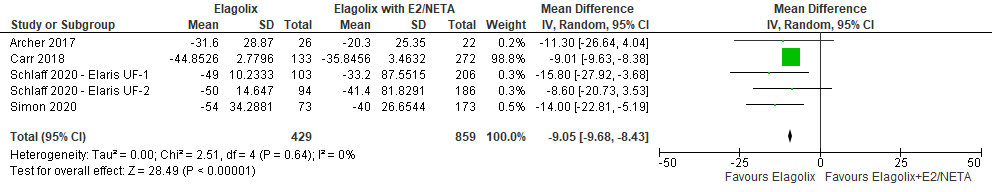 Elagolix Elagolix with E2/NETA Mean Difference Mean Difference
Study or Subgroup Mean SD Total Mean SD Total Weight IV, Random, 95% CI IV, Random, 95% CI
Archer 2017 -31.6 28.87 26 -20.3 25.35 22 0.2% -11.30 [-26.64, 4.04]
Carr 2018 -44.8526 2.7796 133 -35.8456 3.4632 272 98.8% -9.01 [-9.63, -8.38]
Schlaff 2020 - Elaris UF-1 -49 10.2333 103 -33.2 87.5515 206 0.3% -15.80 [-27.92, -3.68]
Schlaff 2020 - Elaris UF-2 -50 14.647 94 -41.4 81.8291 186 0.3% -8.60 [-20.73, 3.53]
Simon 2020 -54 34.2881 73 -40 26.6544 173 0.5% -14.00 [-22.81, -5.19]
Total (95% CI) 429 859 100.0% -9.05 [-9.68, -8.43]
Heterogeneity: Tau² = 0.00; Chi² = 2.51, df = 4 (P = 0.64); I² = 0%
Test for overall effect: Z = 28.49 (P < 0.00001)
-50 -25 0 25 50
Favours Elagolix Favours Elagolix+E2/NETA